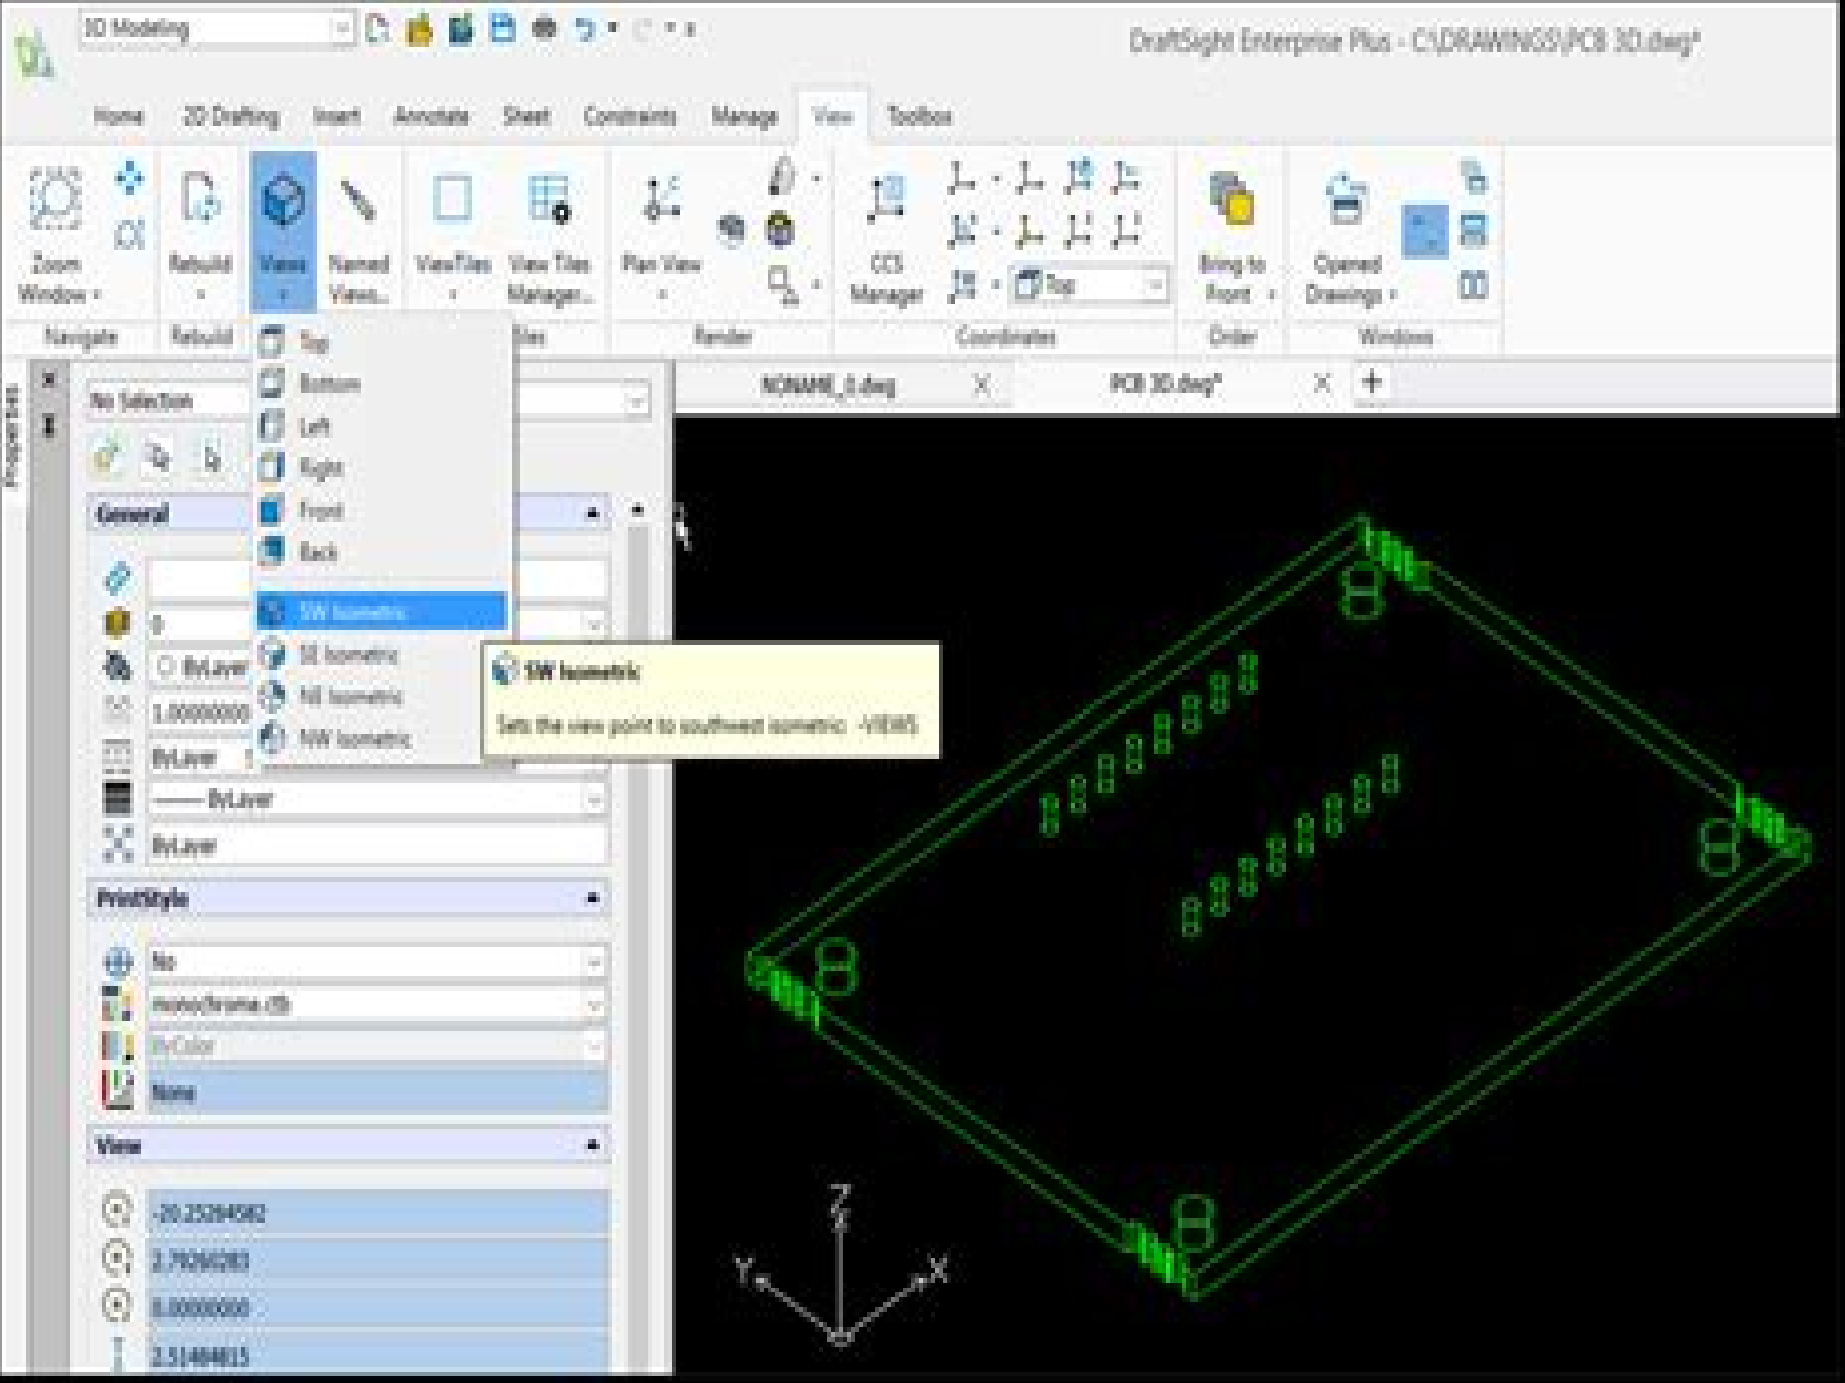 3D Modeling
DraftSight Enterprise Plus - C:\DRAWINGS\PCB 3D.dwg*
Home 2D Drafting Insert Annotate Sheet Constraints Manage View Toolbox
Zoom Window
Rebuild
Views
Named Views...
ViewTiles
View Tiles Manager...
Plan View
CCS Manager
Top
Bring to Front
Opened Drawings
Navigate Rebuild Render Coordinates Order Windows
Properties
NONAME_0.dwg
PCB 3D.dwg*
No Selection
Top
Bottom
Left
Right
Front
Back
SW Isometric
SE Isometric
NE Isometric
NW Isometric
SW Isometric
Sets the view point to southwest isometric -VIEWS
General
0
ByLayer
1.00000000
ByLayer
ByLayer
ByLayer
PrintStyle
No
monochrome.ctb
ByColor
None
View
-20.25264582
2.79260283
0.00000000
2.51484815
Z
Y
X